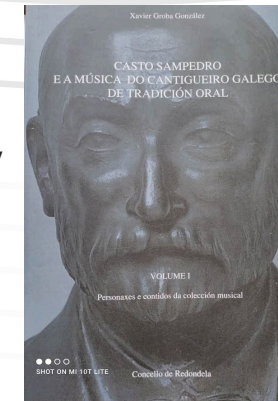 Xavier Groba González
CASTO SAMPEDRO
E A MÚSICA DO CANTIGUEIRO GALEGO
DE TRADICIÓN ORAL
VOLUME I
Personaxes e contidos da colección musical
SHOT ON MI 10T LITE
Concello de Redondela